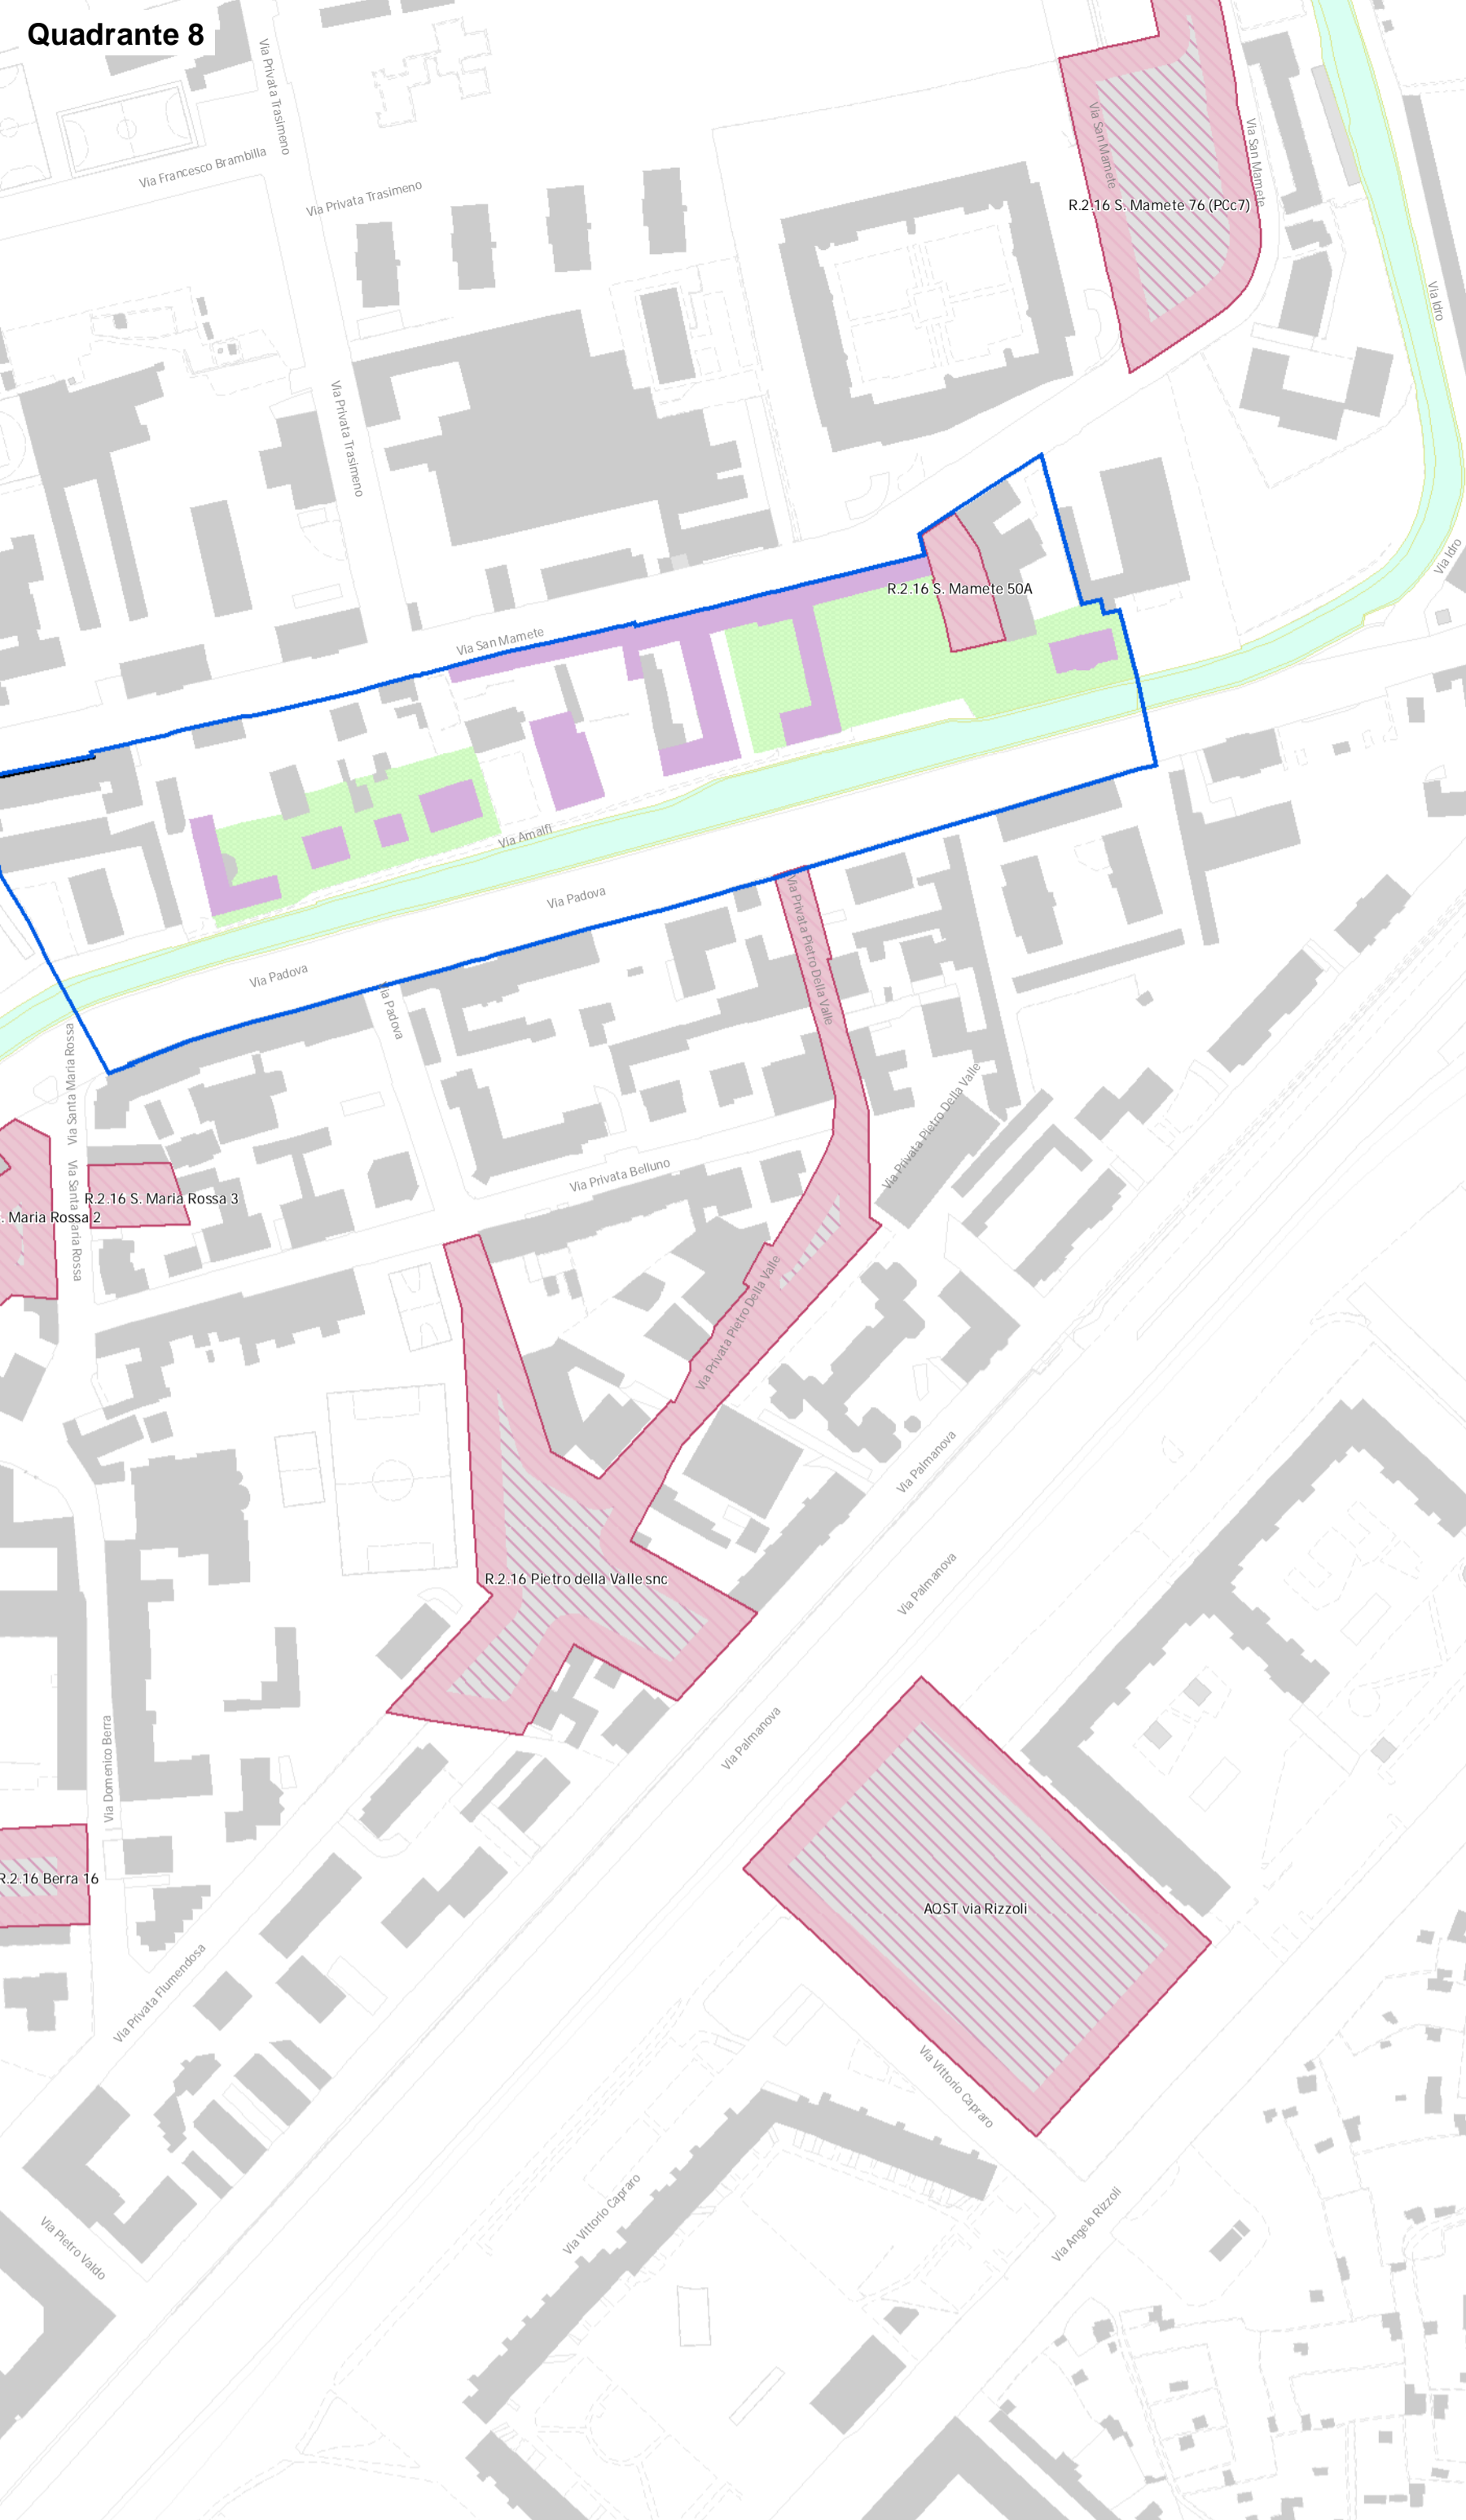 Quadrante 8
Via Privata Trasimeno
Via Francesco Brambilla
Via Privata Trasimeno
Via San Mamete
Via San Mamete
R.2.16 S. Mamete 76 (PCc7)
Via Idro
Via Privata Trasimeno
Via Idro
R.2.16 S. Mamete 50A
Via San Mamete
Via Amalfi
Via Padova
Via Padova
Via Padova
Via Privata Pietro Della Valle
Via Santa Maria Rossa
Via Privata Pietro Della Valle
Via Privata Belluno
R.2.16 S. Maria Rossa 3
. Maria Rossa 2
Via Santa Maria Rossa
Via Privata Pietro Della Valle
Via Palmanova
R.2.16 Pietro della Valle snc
Via Palmanova
Via Palmanova
Via Domenico Berra
R.2.16 Berra 16
AQST via Rizzoli
Via Privata Flumendosa
Via Vittorio Capraro
Via Vittorio Capraro
Via Angelo Rizzoli
Via Pietro Valdo